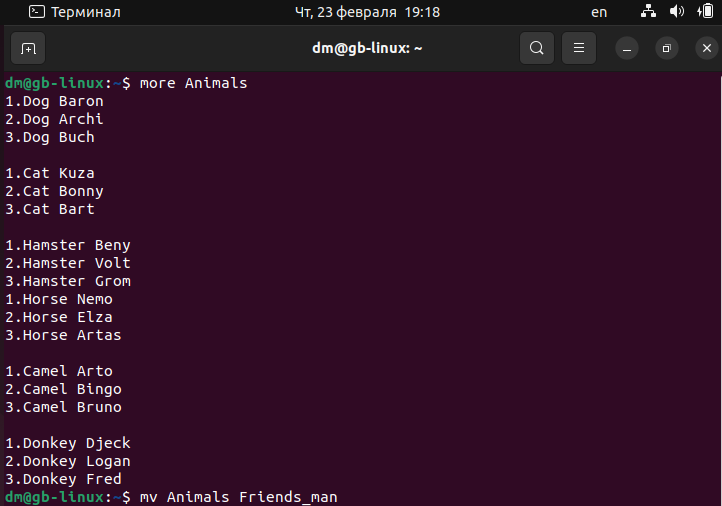 Терминал Чт, 23 февраля 19:18 en
dm@gb-linux: ~
dm@gb-linux:~$ more Animals
1.Dog Baron
2.Dog Archi
3.Dog Buch
1.Cat Kuza
2.Cat Bonny
3.Cat Bart
1.Hamster Beny
2.Hamster Volt
3.Hamster Grom
1.Horse Nemo
2.Horse Elza
3.Horse Artas
1.Camel Arto
2.Camel Bingo
3.Camel Bruno
1.Donkey Djeck
2.Donkey Logan
3.Donkey Fred
dm@gb-linux:~$ mv Animals Friends_man